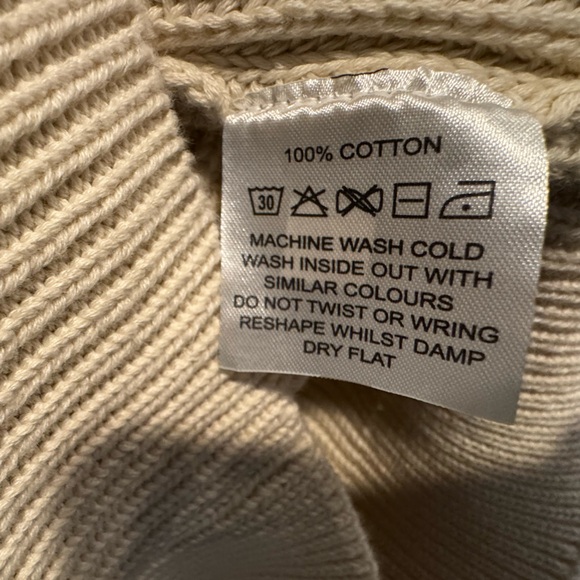 100% COTTON
30
MACHINE WASH COLD
WASH INSIDE OUT WITH
SIMILAR COLOURS
DO NOT TWIST OR WRING
RESHAPE WHILST DAMP
DRY FLAT